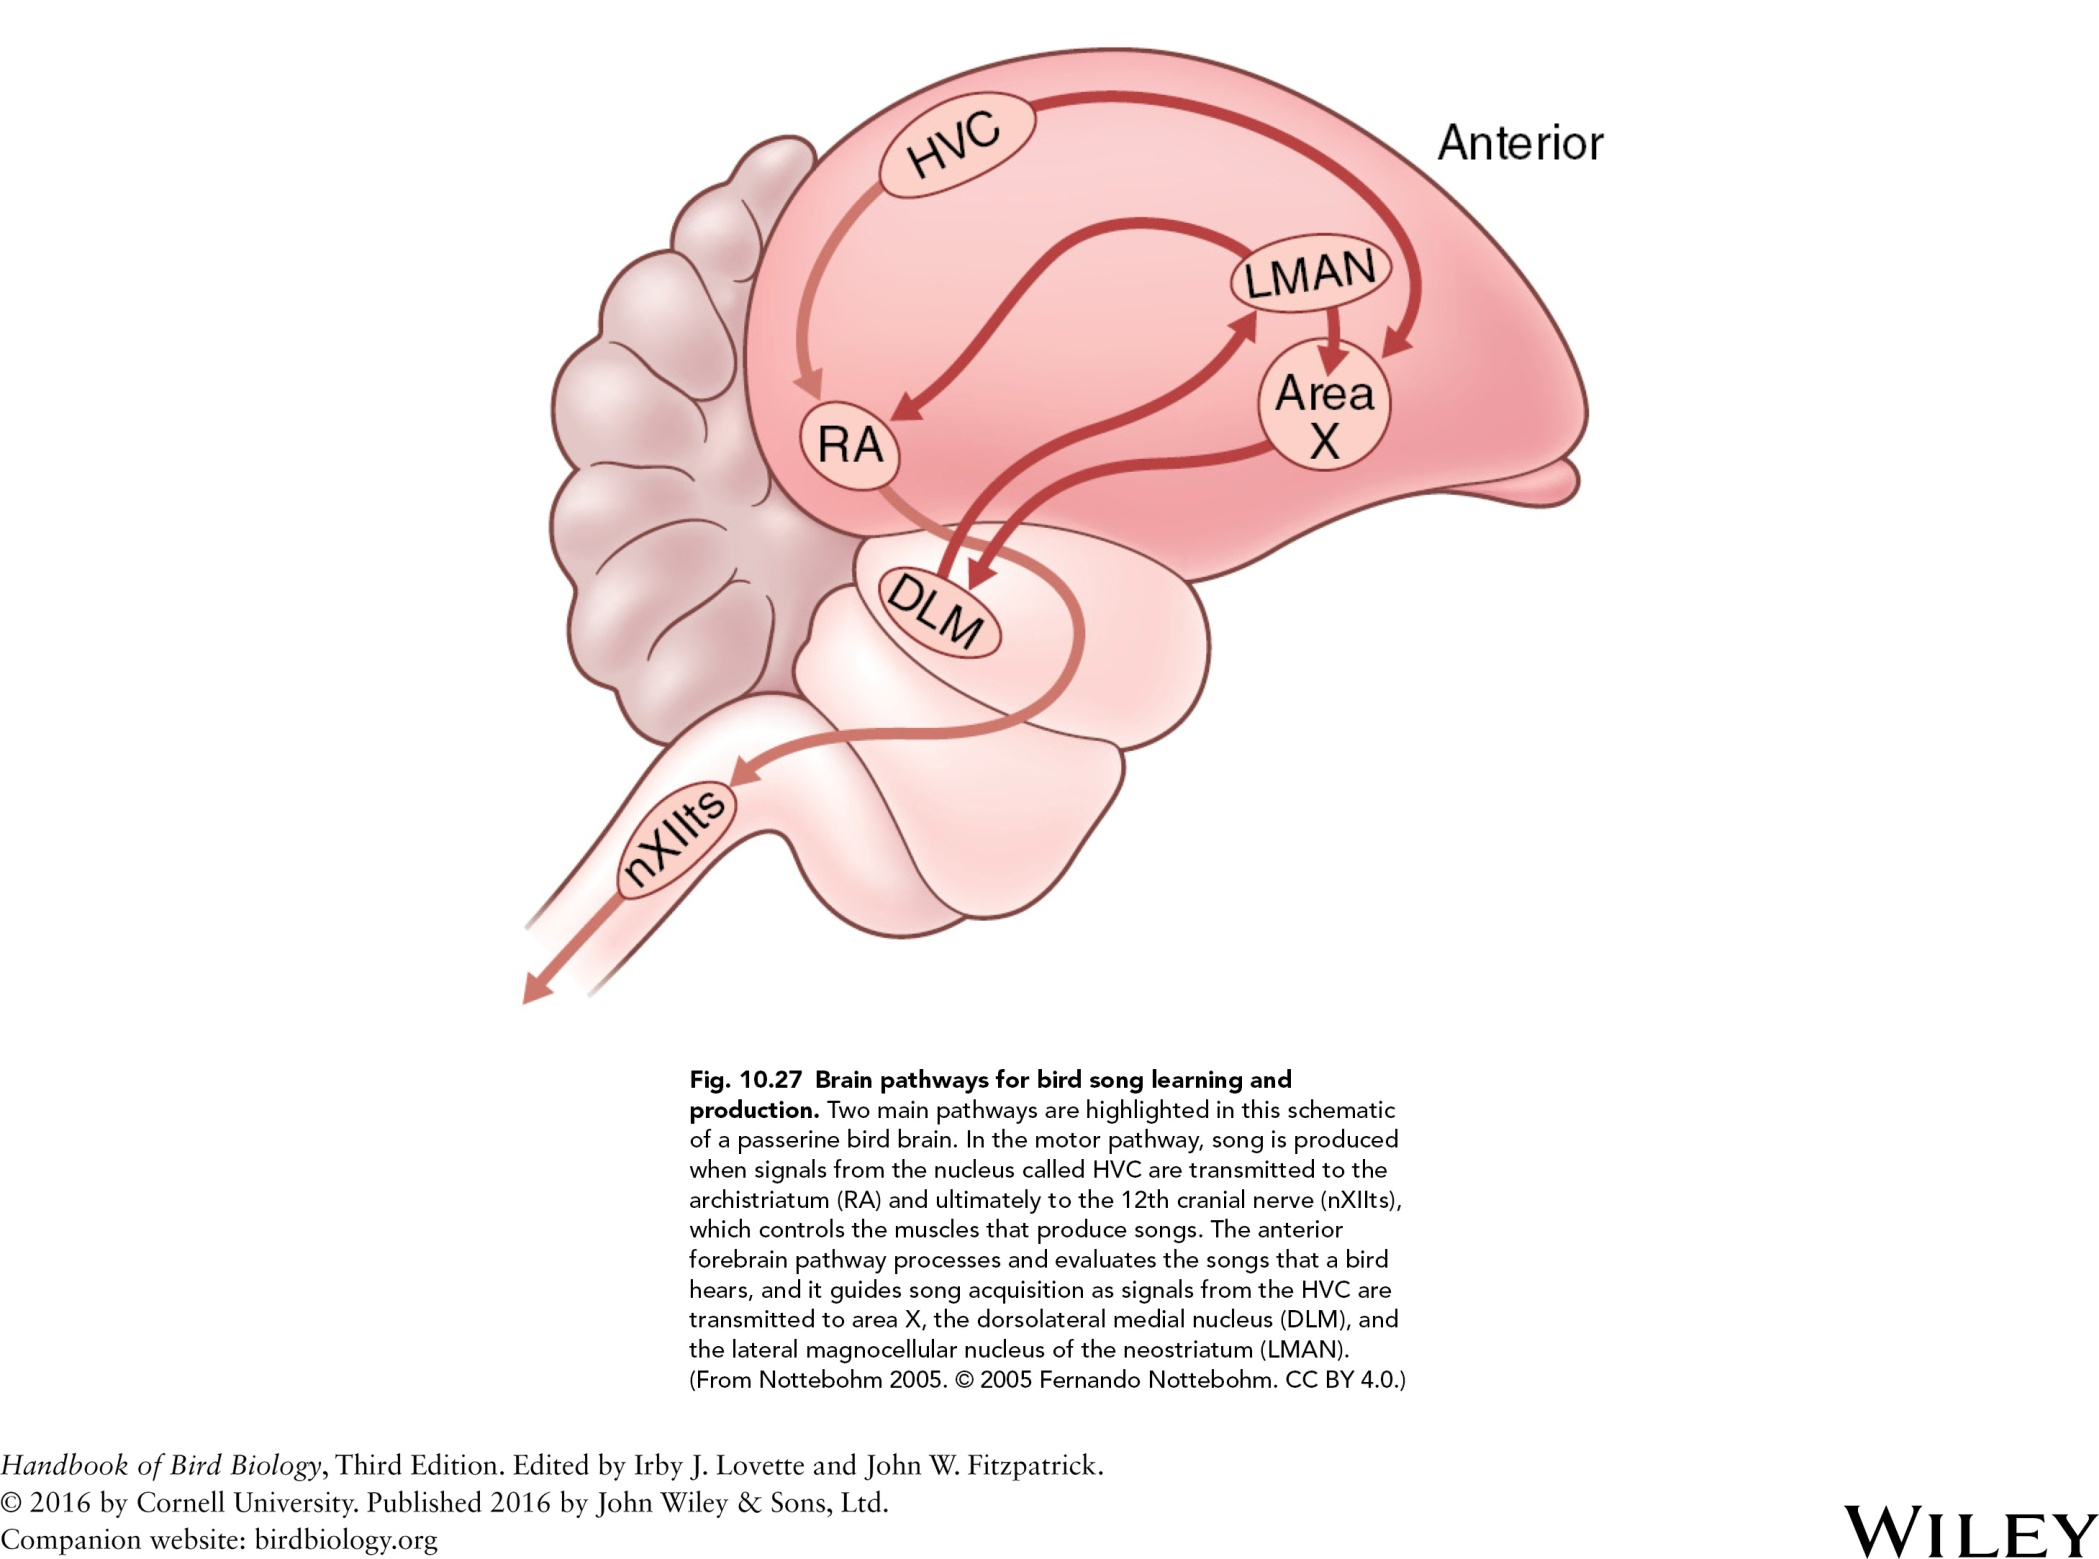 HVC
Anterior
LMAN
Area
X
RA
DLM
nXIIts
Fig. 10.27 Brain pathways for bird song learning and
production. Two main pathways are highlighted in this schematic
of a passerine bird brain. In the motor pathway, song is produced
when signals from the nucleus called HVC are transmitted to the
archistriatum (RA) and ultimately to the 12th cranial nerve (nXIIts),
which controls the muscles that produce songs. The anterior
forebrain pathway processes and evaluates the songs that a bird
hears, and it guides song acquisition as signals from the HVC are
transmitted to area X, the dorsolateral medial nucleus (DLM), and
the lateral magnocellular nucleus of the neostriatum (LMAN).
(From Nottebohm 2005. © 2005 Fernando Nottebohm. CC BY 4.0.)
Handbook of Bird Biology, Third Edition. Edited by Irby J. Lovette and John W. Fitzpatrick.
© 2016 by Cornell University. Published 2016 by John Wiley & Sons, Ltd.
Companion website: birdbiology.org
WILEY